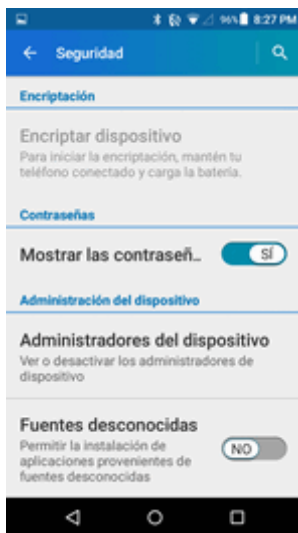 96% 8:27 PM
Seguridad
Encriptación
Encriptar dispositivo
Para iniciar la encriptación, mantén tu
teléfono conectado y carga la batería.
Contraseñas
Mostrar las contraseñ..
SÍ
Administración del dispositivo
Administradores del dispositivo
Ver o desactivar los administradores de
dispositivo
Fuentes desconocidas
Permitir la instalación de
aplicaciones provenientes de
fuentes desconocidas
NO